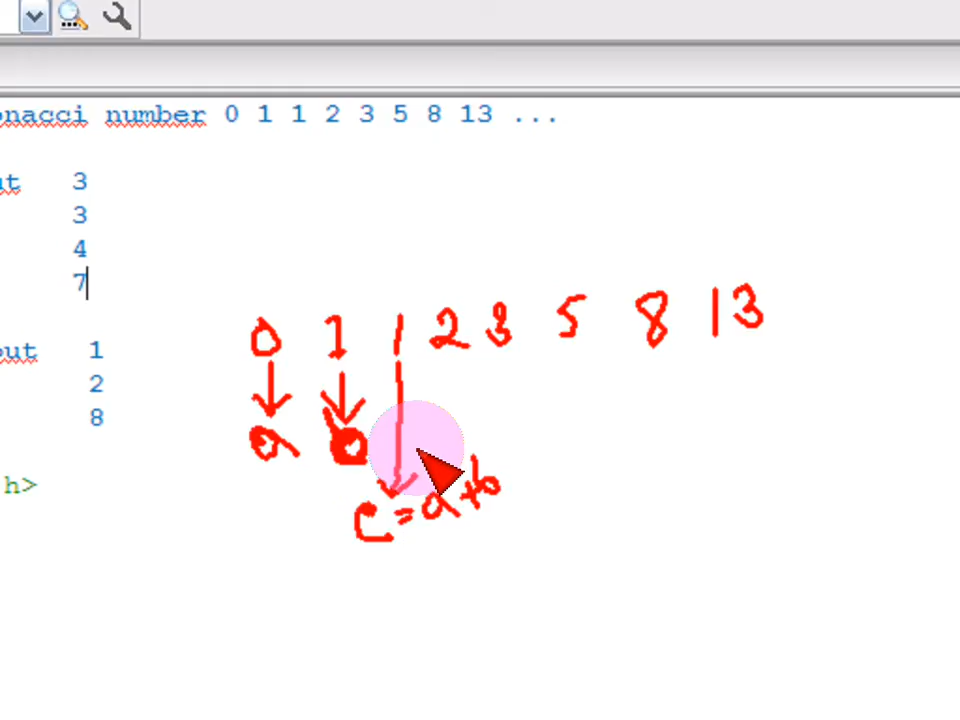 onacci number 0 1 1 2 3 5 8 13 ...
ut 3
3
4
7
0 1 1 2 3 5 8 13
out 1
2
8
a b
h>
c = a+b